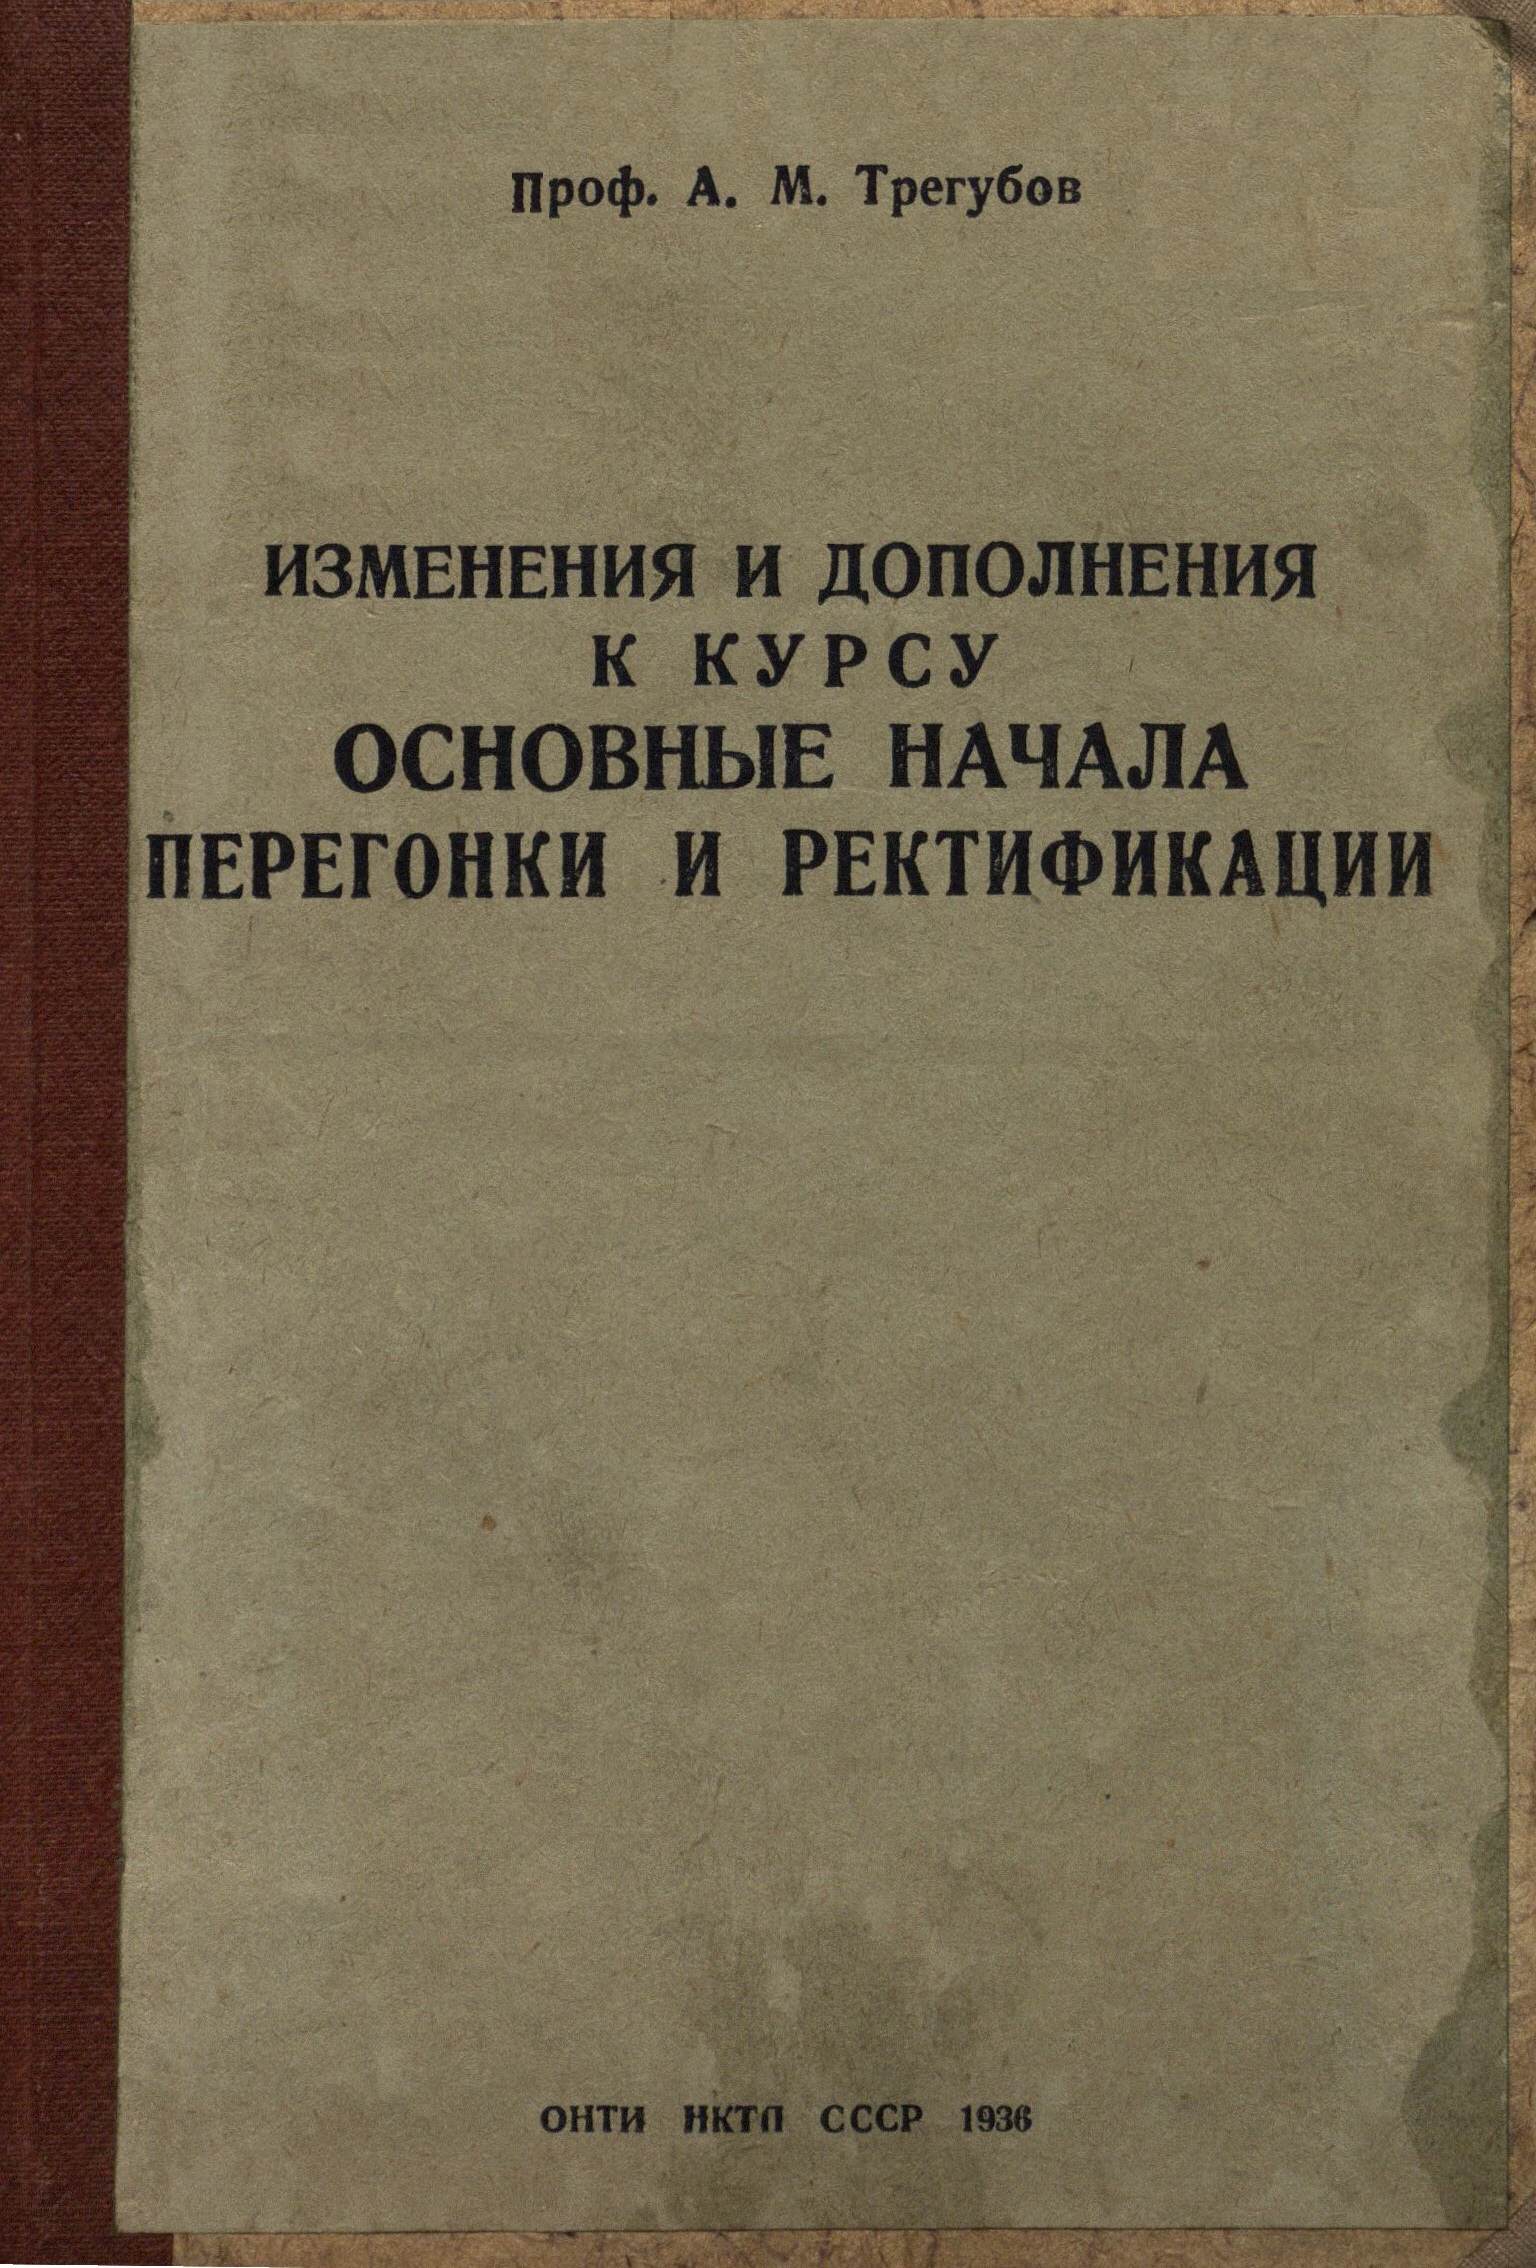 Проф. А. М. Трегубов
ИЗМЕНЕНИЯ И ДОПОЛНЕНИЯ
К КУРСУ
ОСНОВНЫЕ НАЧАЛА
ПЕРЕГОНКИ И РЕКТИФИКАЦИИ
ОНТИ НКТП СССР 1936